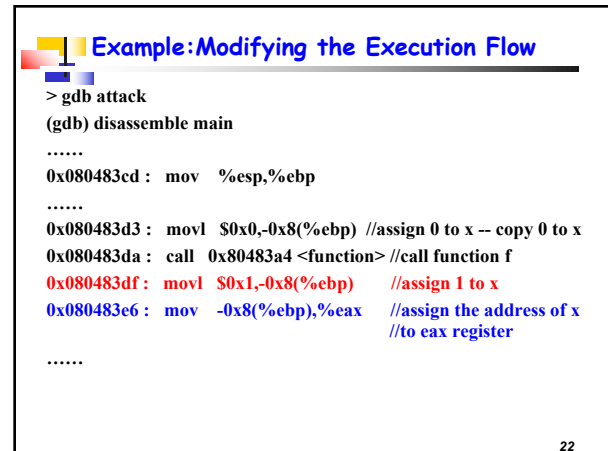 Example:Modifying the Execution Flow
> gdb attack
(gdb) disassemble main
……
0x080483cd : mov %esp,%ebp
……
0x080483d3 : movl $0x0,-0x8(%ebp) //assign 0 to x -- copy 0 to x
0x080483da : call 0x80483a4 <function> //call function f
0x080483df : movl $0x1,-0x8(%ebp) //assign 1 to x
0x080483e6 : mov -0x8(%ebp),%eax //assign the address of x
//to eax register
……
22